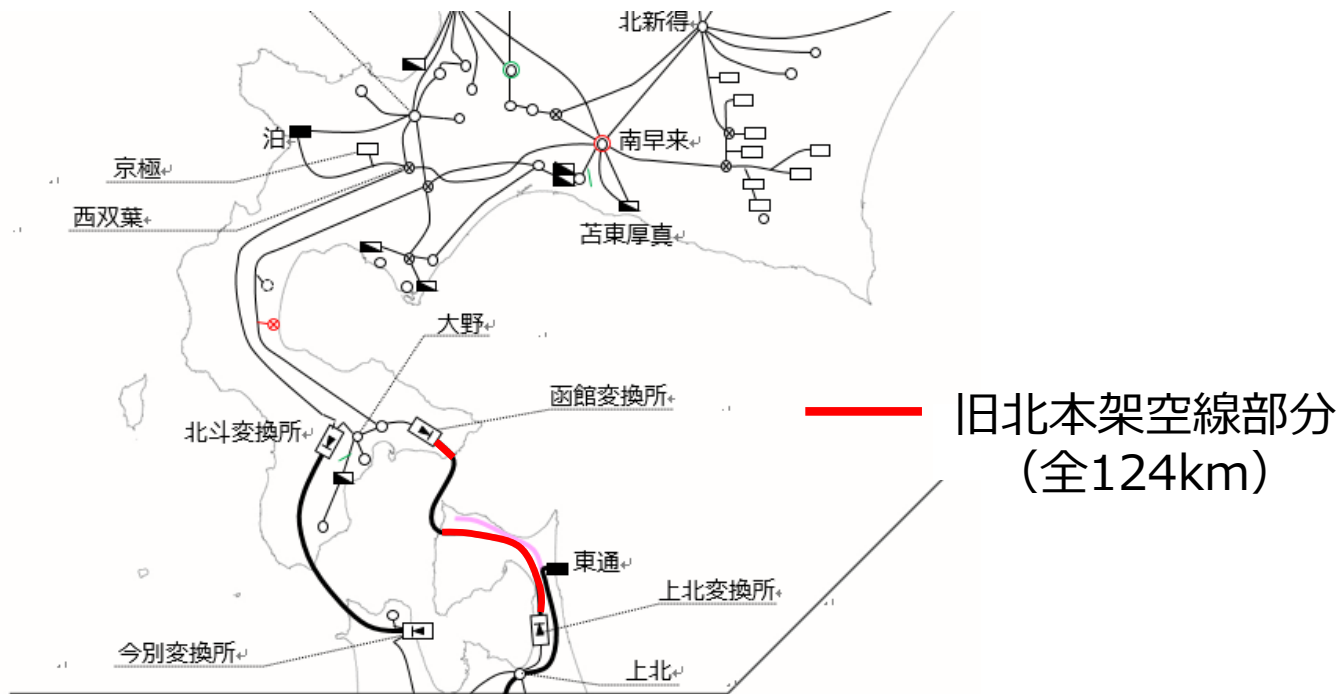 北新得
泊
南早来
京極
西双葉
苫東厚真
大野
函館変換所
北斗変換所
旧北本架空線部分
（全124km）
東通
上北変換所
今別変換所
上北